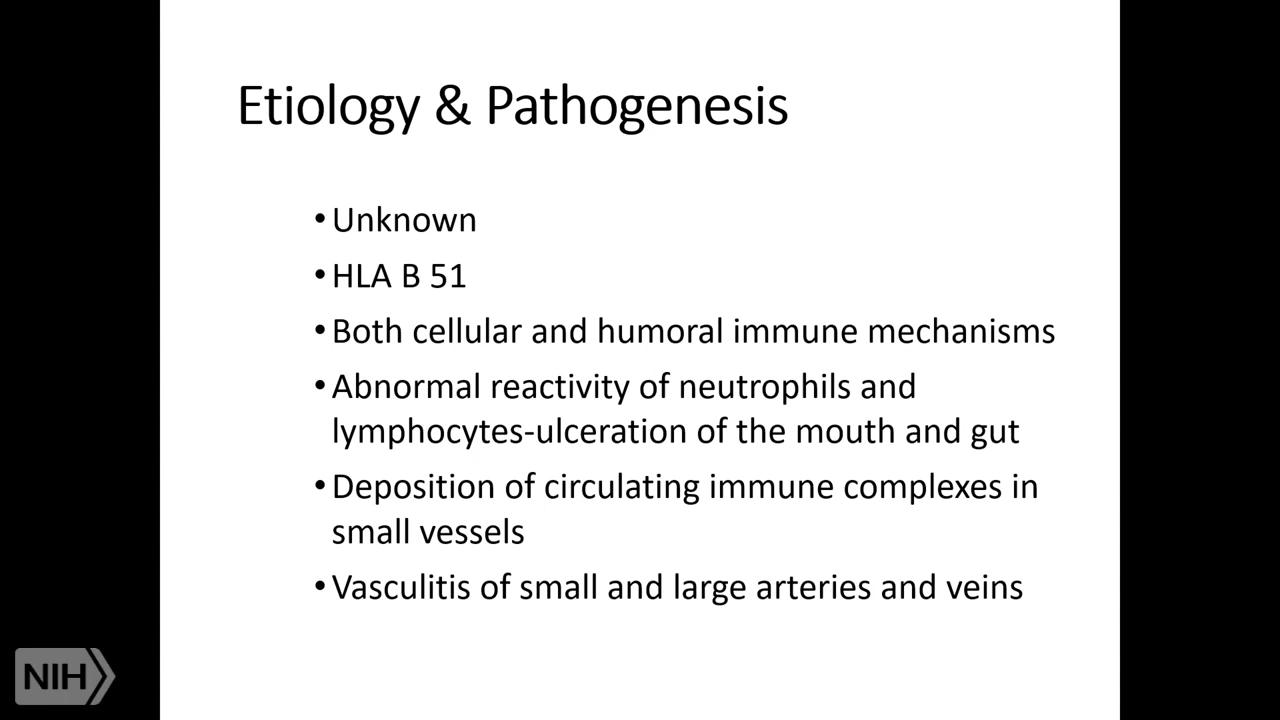 Etiology & Pathogenesis
•Unknown
•HLA B 51
•Both cellular and humoral immune mechanisms
•Abnormal reactivity of neutrophils and
lymphocytes-ulceration of the mouth and gut
•Deposition of circulating immune complexes in
small vessels
•Vasculitis of small and large arteries and veins
NIH